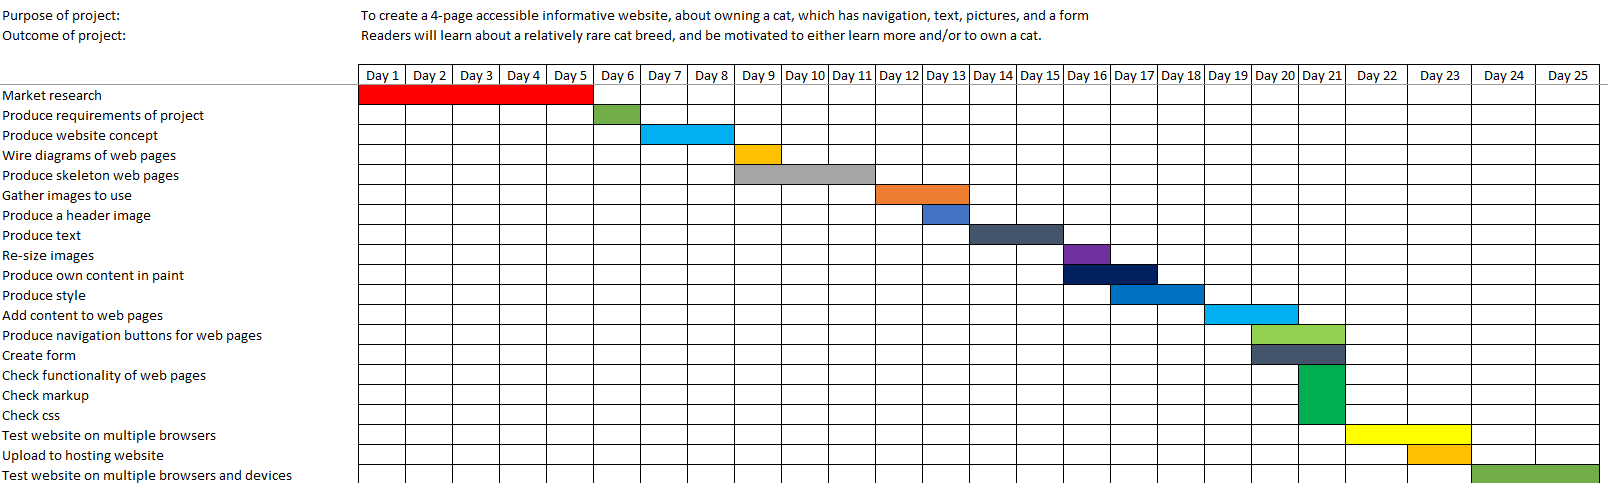 Purpose of project: To create a 4-page accessible informative website, about owning a cat, which has navigation, text, pictures, and a form
Outcome of project: Readers will learn about a relatively rare cat breed, and be motivated to either learn more and/or to own a cat.
Day 1 Day 2 Day 3 Day 4 Day 5 Day 6 Day 7 Day 8 Day 9 Day 10 Day 11 Day 12 Day 13 Day 14 Day 15 Day 16 Day 17 Day 18 Day 19 Day 20 Day 21 Day 22 Day 23 Day 24 Day 25
Market research
Produce requirements of project
Produce website concept
Wire diagrams of web pages
Produce skeleton web pages
Gather images to use
Produce a header image
Produce text
Re-size images
Produce own content in paint
Produce style
Add content to web pages
Produce navigation buttons for web pages
Create form
Check functionality of web pages
Check markup
Check css
Test website on multiple browsers
Upload to hosting website
Test website on multiple browsers and devices